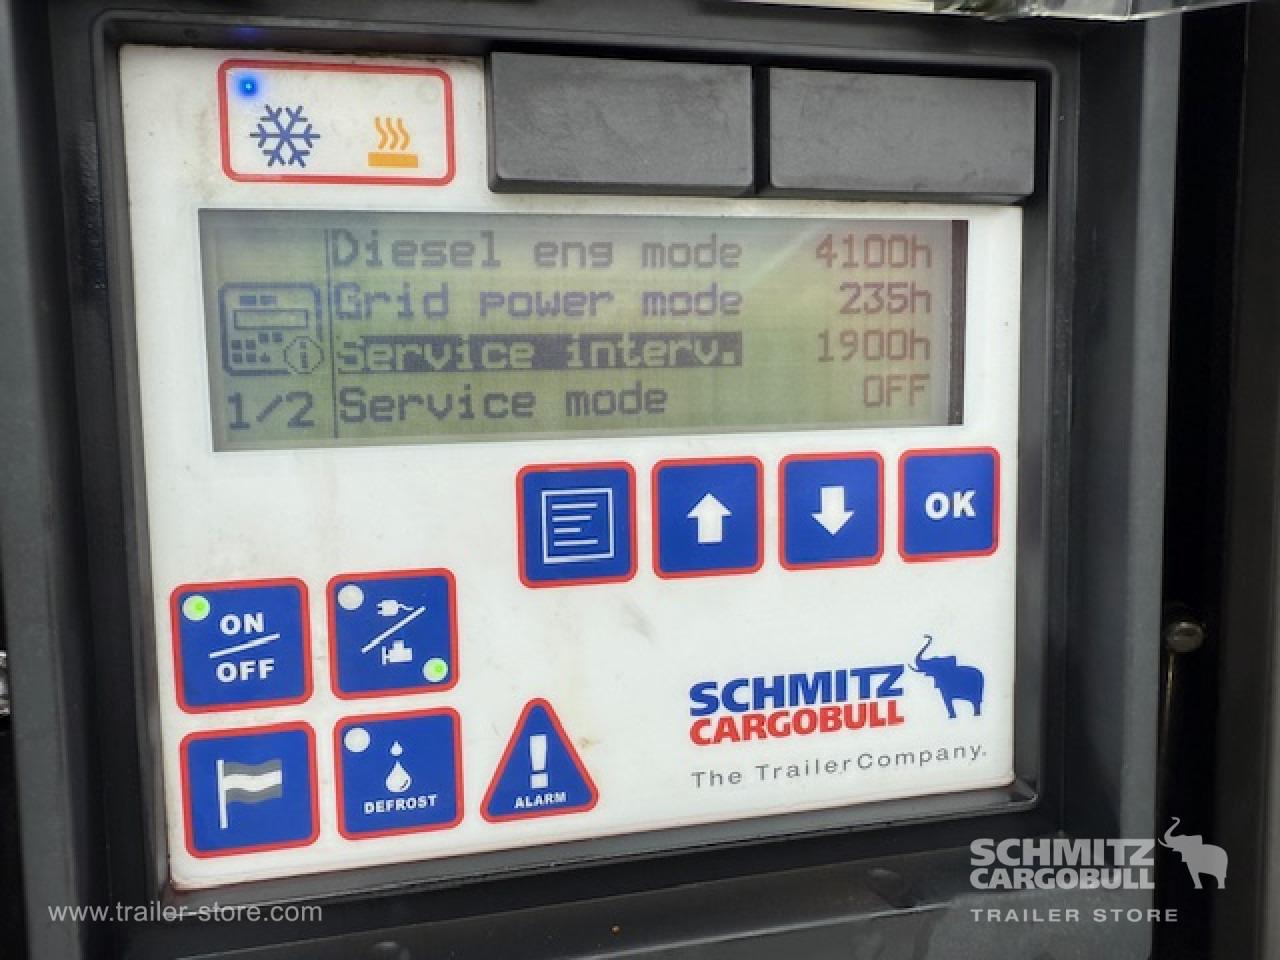 Diesel eng mode 4100h
Grid power mode 235h
Service interv. 1900h
1/2 Service mode OFF
OK
ON
OFF
DEFROST
ALARM
SCHMITZ
CARGOBULL
The TrailerCompany.
SCHMITZ
CARGOBULL
TRAILER STORE
www.trailer-store.com